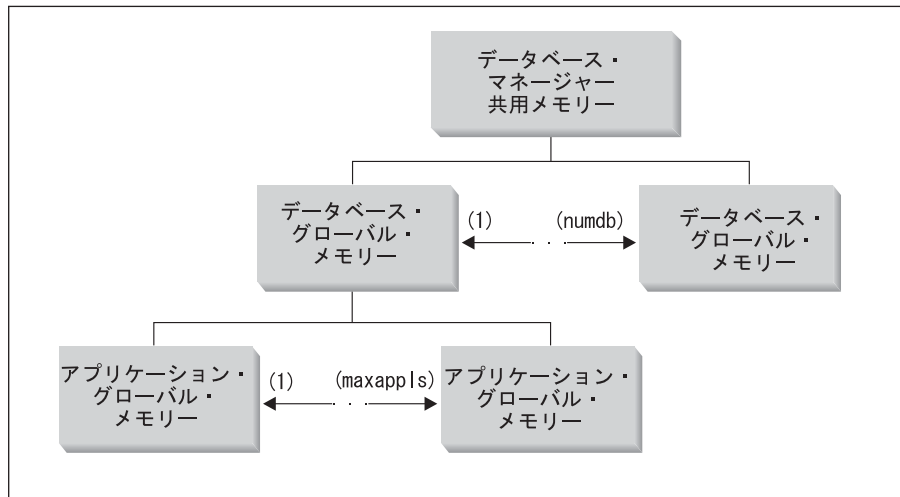 データベース・
マネージャー
共用メモリー
データベース・
グローバル・
メモリー
(1)
(numdb)
データベース・
グローバル・
メモリー
アプリケーション・
グローバル・
メモリー
(1)
(maxappls)
アプリケーション・
グローバル・
メモリー